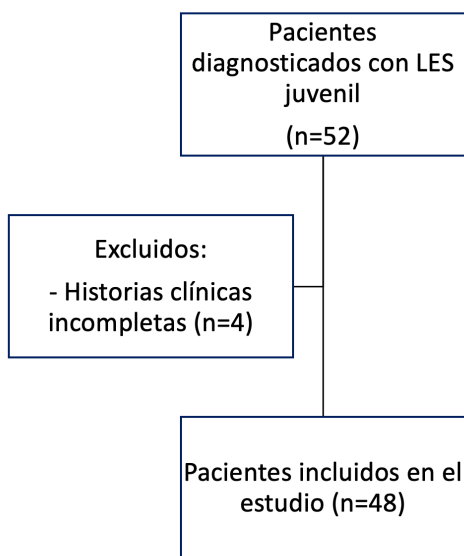 Pacientes
diagnosticados con LES
juvenil
(n=52)
Excluidos:
- Historias clínicas
incompletas (n=4)
Pacientes incluidos en el
estudio (n=48)